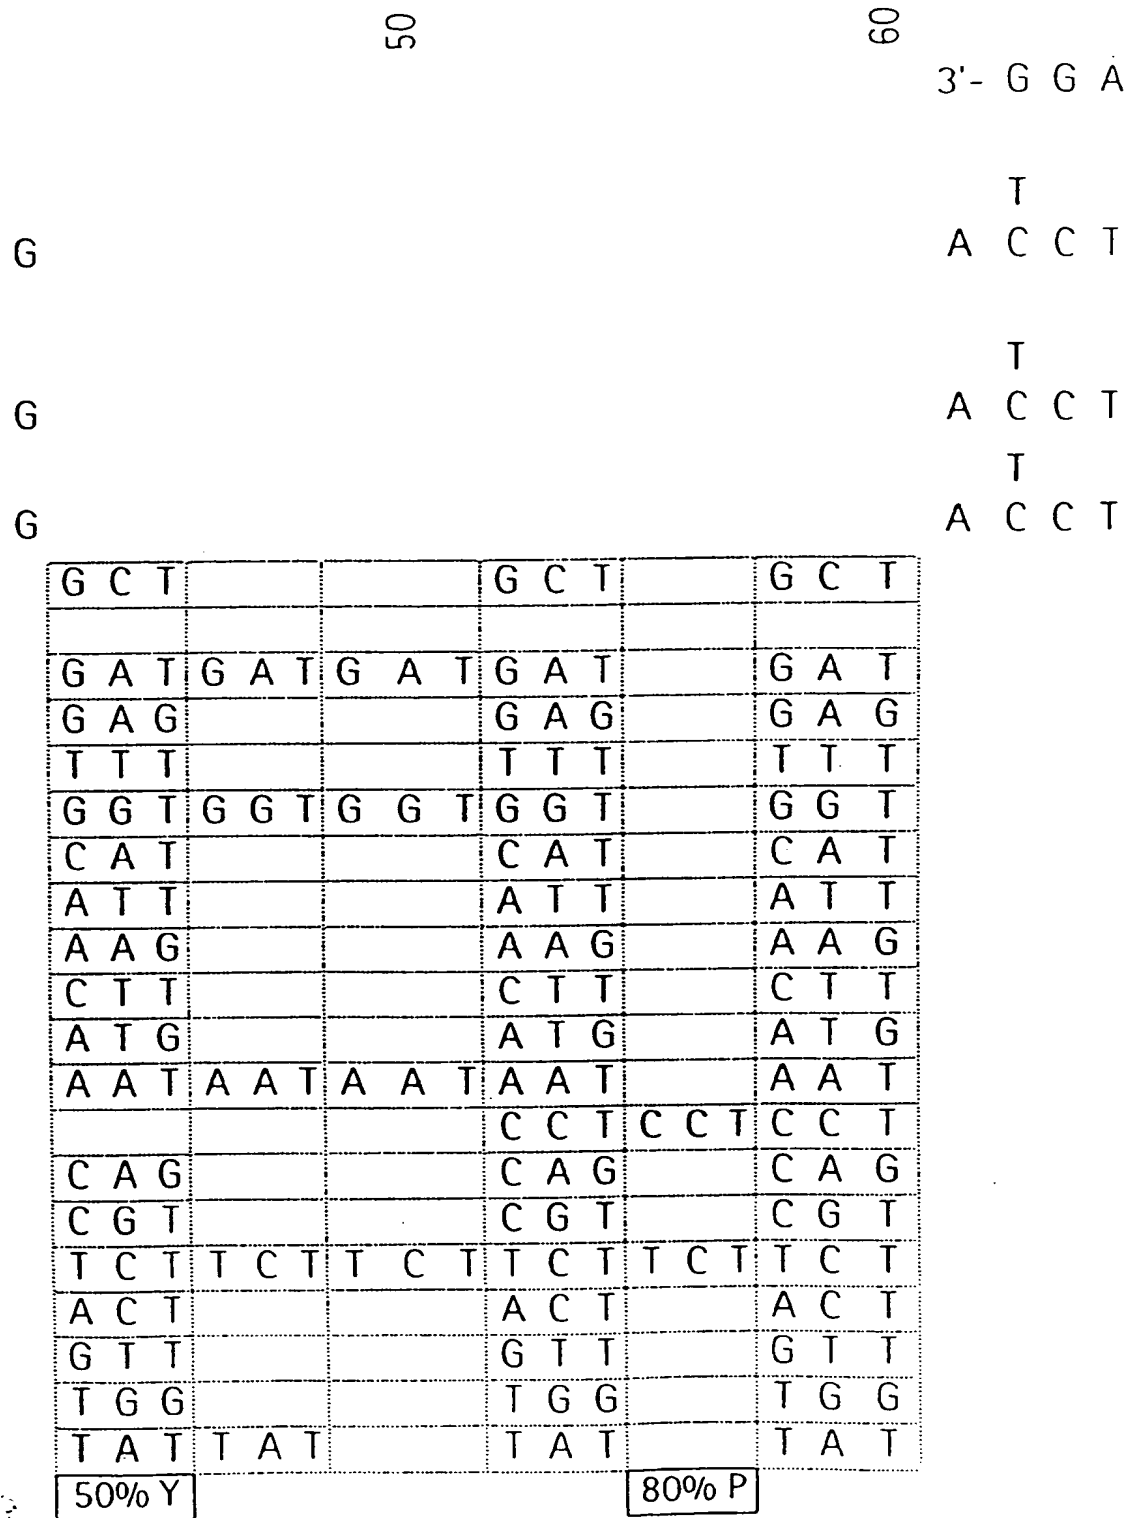 50 60
3'- G G A
T
G A C C T
T
G A C C T
T
G A C C T
G C T G C T G C T
G A T G A T G A T G A T G A T
G A G G A G G A G
T T T T T T T T T
G G T G G T G G T G G T G G T
C A T C A T C A T
A T T A T T A T T
A A G A A G A A G
C T T C T T C T T
A T G A T G A T G
A A T A A T A A T A A T A A T
C C T C C T C C T
C A G C A G C A G
C G T C G T C G T
T C T T C T T C T T C T T C T T C T
A C T A C T A C T
G T T G T T G T T
T G G T G G T G G
T A T T A T T A T T A T
50% Y 80% P